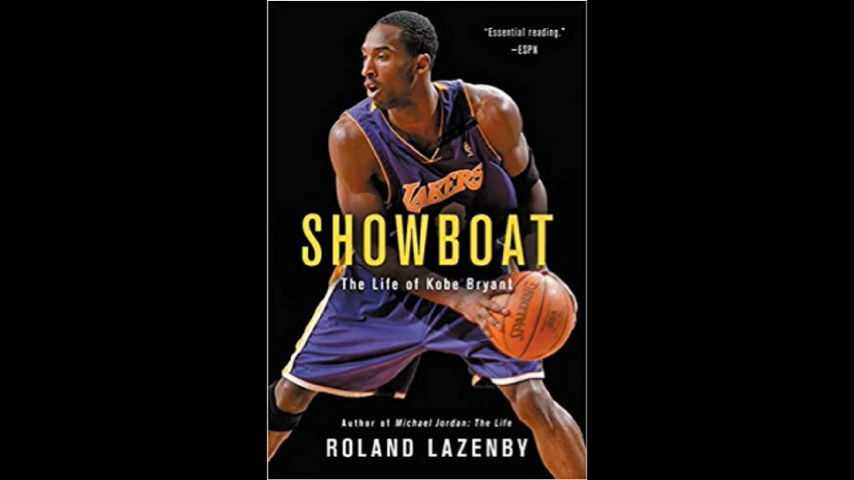 "Essential reading."
—ESPN
LAKERS
SHOWBOAT
The Life of Kobe Bryant
SPALDING
Author of Michael Jordan: The Life
ROLAND LAZENBY